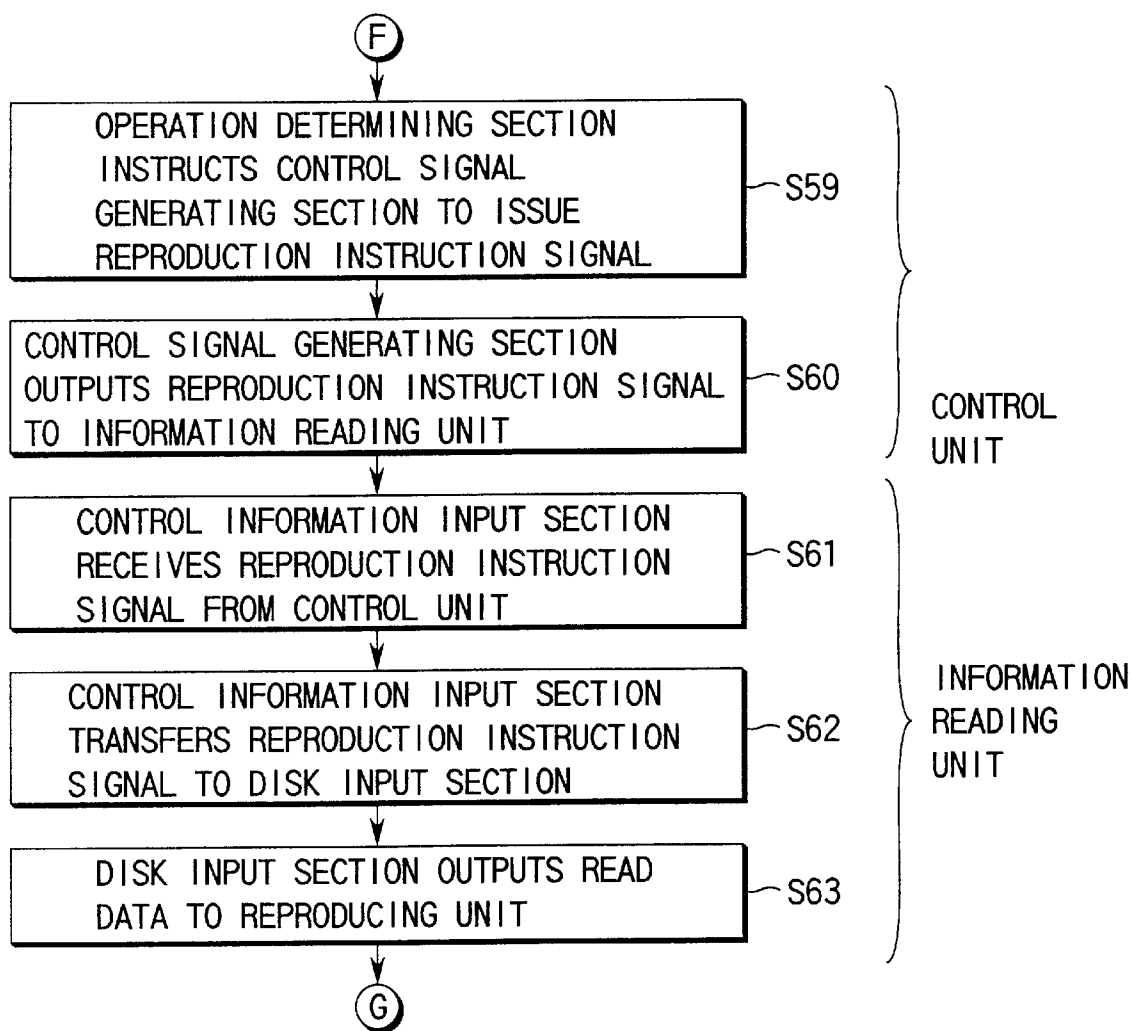 F
OPERATION DETERMINING SECTION
INSTRUCTS CONTROL SIGNAL
GENERATING SECTION TO ISSUE
REPRODUCTION INSTRUCTION SIGNAL
S59
CONTROL SIGNAL GENERATING SECTION
OUTPUTS REPRODUCTION INSTRUCTION SIGNAL
TO INFORMATION READING UNIT
S60
CONTROL
UNIT
CONTROL INFORMATION INPUT SECTION
RECEIVES REPRODUCTION INSTRUCTION
SIGNAL FROM CONTROL UNIT
S61
CONTROL INFORMATION INPUT SECTION
TRANSFERS REPRODUCTION INSTRUCTION
SIGNAL TO DISK INPUT SECTION
S62
INFORMATION
READING
UNIT
DISK INPUT SECTION OUTPUTS READ
DATA TO REPRODUCING UNIT
S63
G